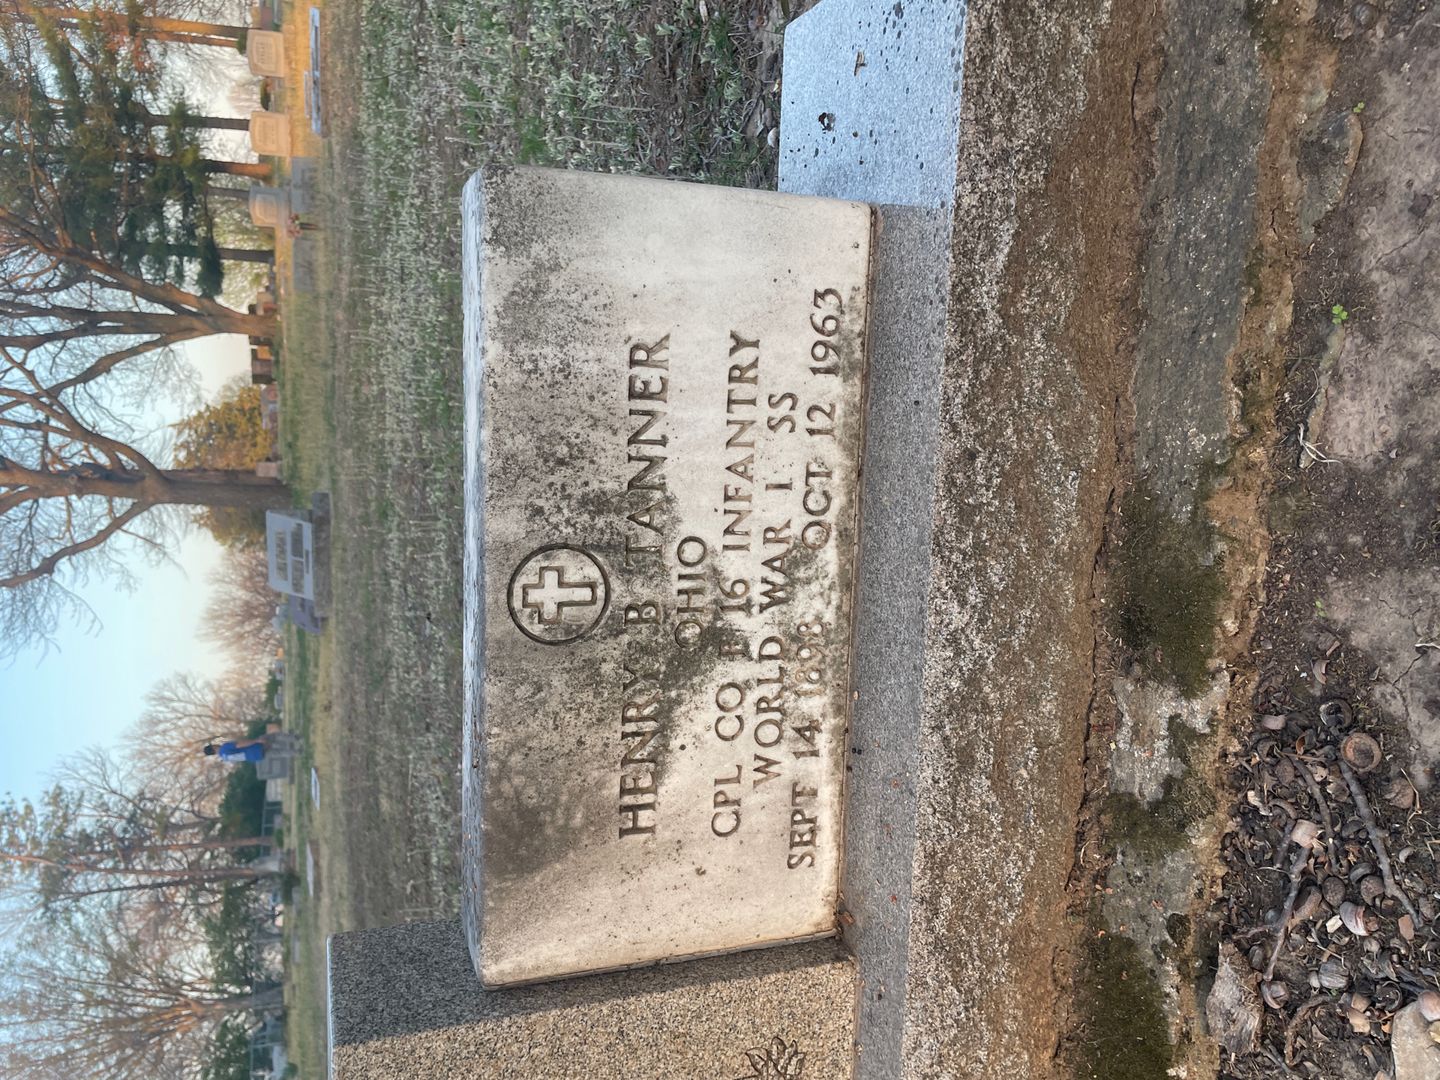 HENRY B TANNER
OHIO
CPL CO E 16 INFANTRY
WORLD WAR I SS
SEPT 14 1898 OCT 12 1963